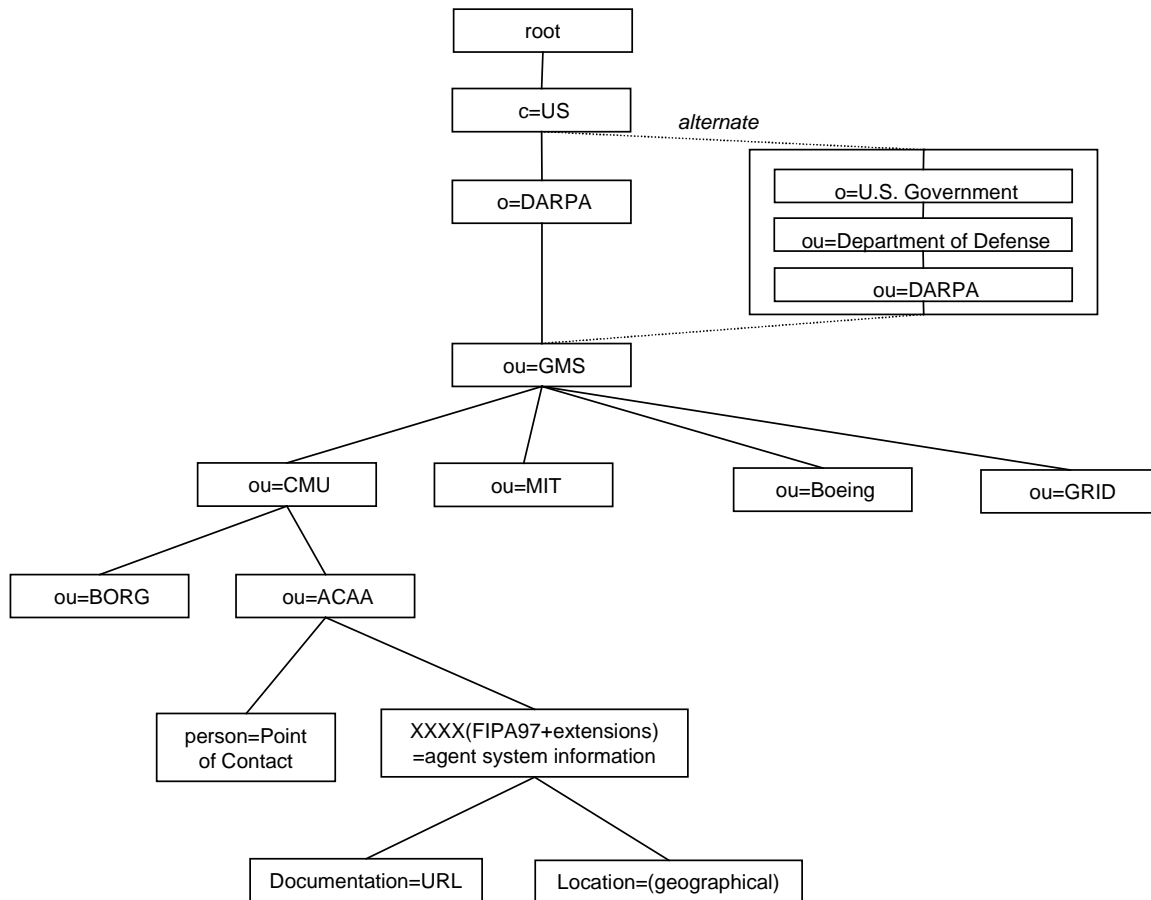 root
c=US
alternate
o=U.S. Government
o=DARPA
ou=Department of Defense
ou=DARPA
ou=GMS
ou=CMU
ou=MIT
ou=Boeing
ou=GRID
ou=BORG
ou=ACAA
person=Point
of Contact
XXXX(FIPA97+extensions)
=agent system information
Documentation=URL
Location=(geographical)